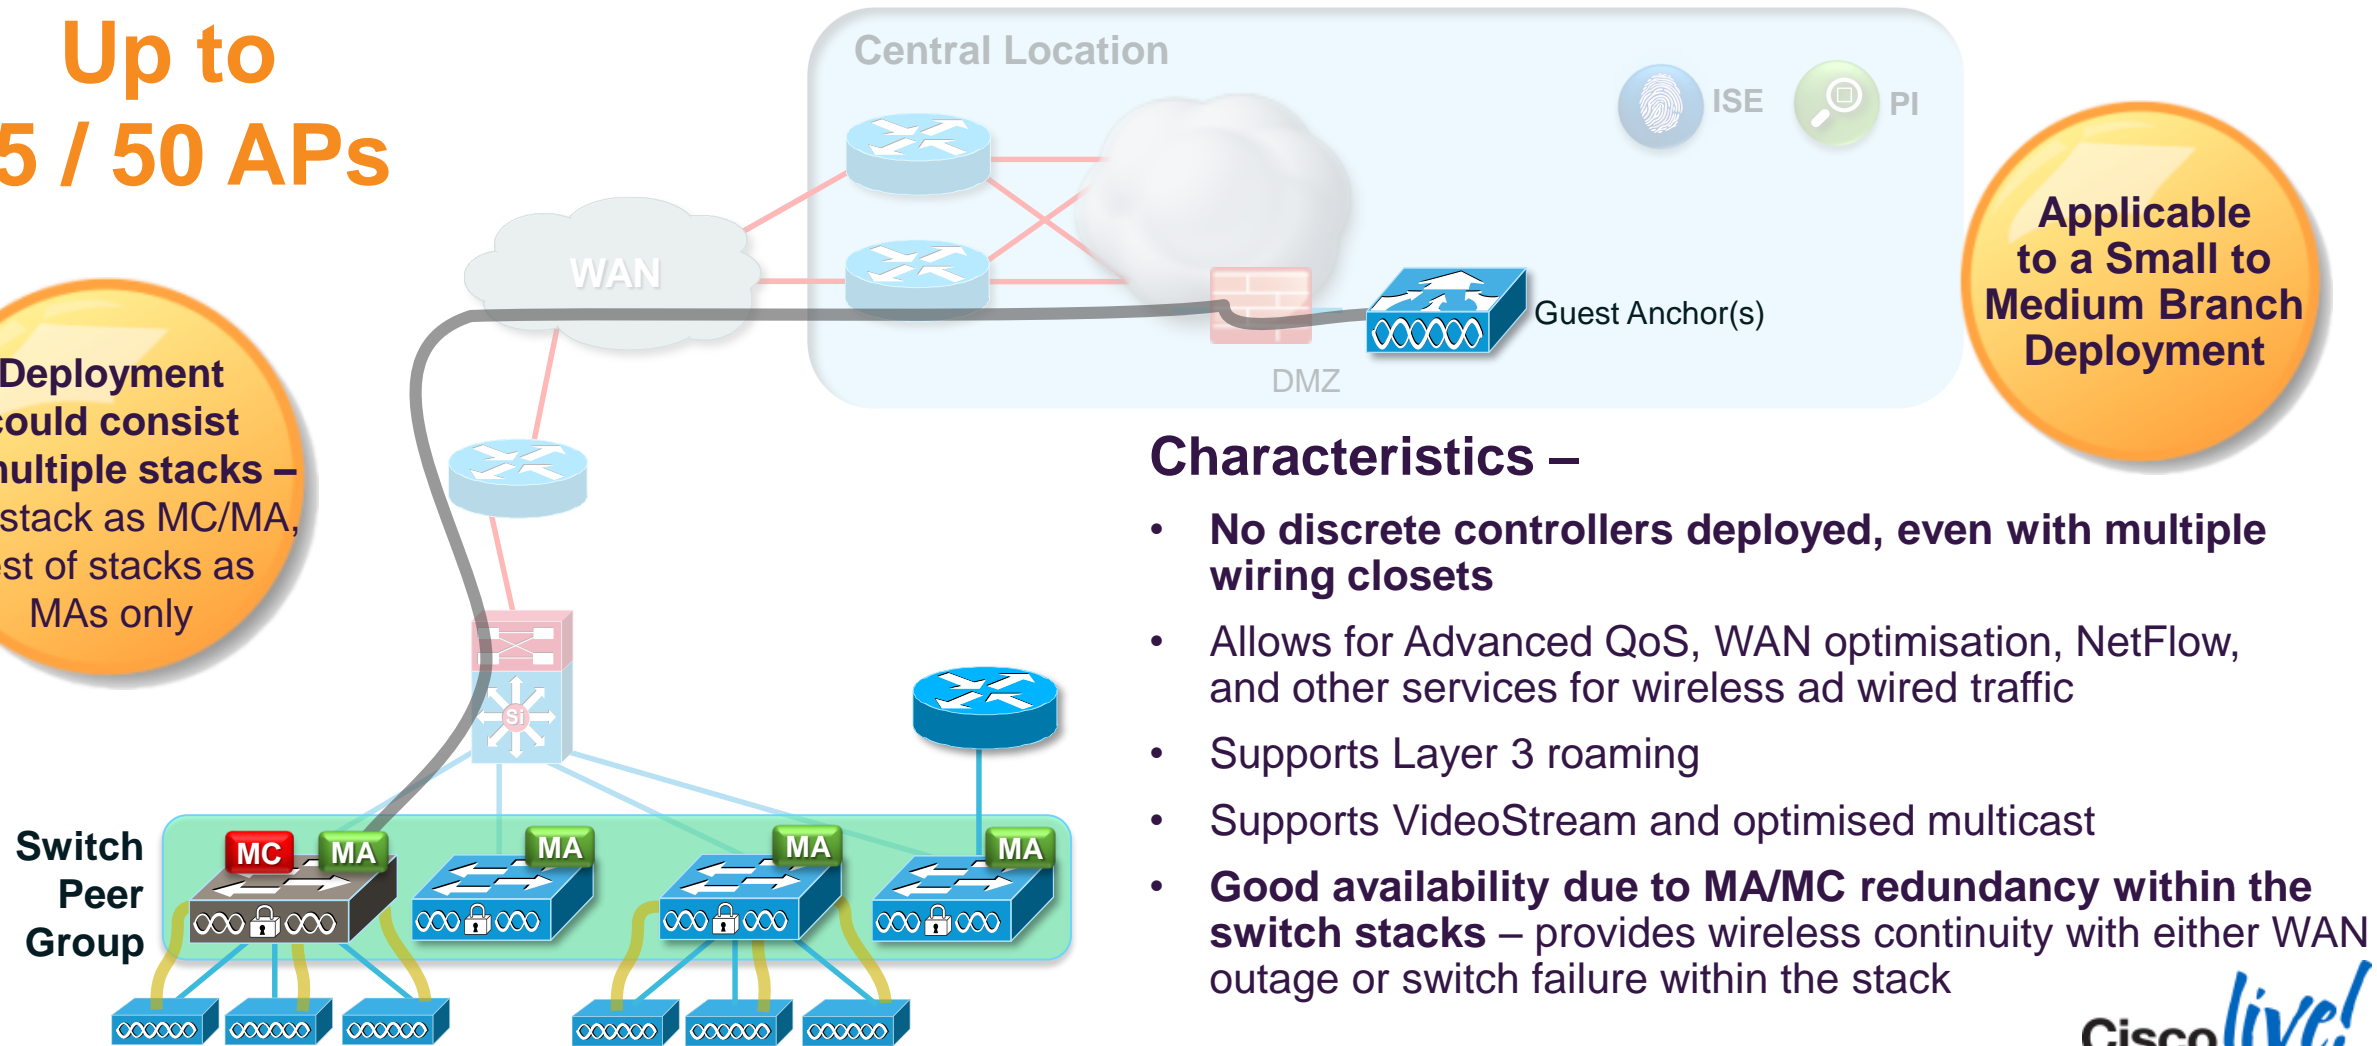 Up to
5 / 50 APs
Central Location
ISE
PI
WAN
Guest Anchor(s)
DMZ
Applicable
to a Small to
Medium Branch
Deployment
Deployment
could consist
multiple stacks –
stack as MC/MA,
est of stacks as
MAs only
Si
Switch
Peer
Group
MC
MA
MA
MA
MA
Characteristics –
• No discrete controllers deployed, even with multiple
wiring closets
• Allows for Advanced QoS, WAN optimisation, NetFlow,
and other services for wireless ad wired traffic
• Supports Layer 3 roaming
• Supports VideoStream and optimised multicast
• Good availability due to MA/MC redundancy within the
switch stacks – provides wireless continuity with either WAN
outage or switch failure within the stack
Cisco live!